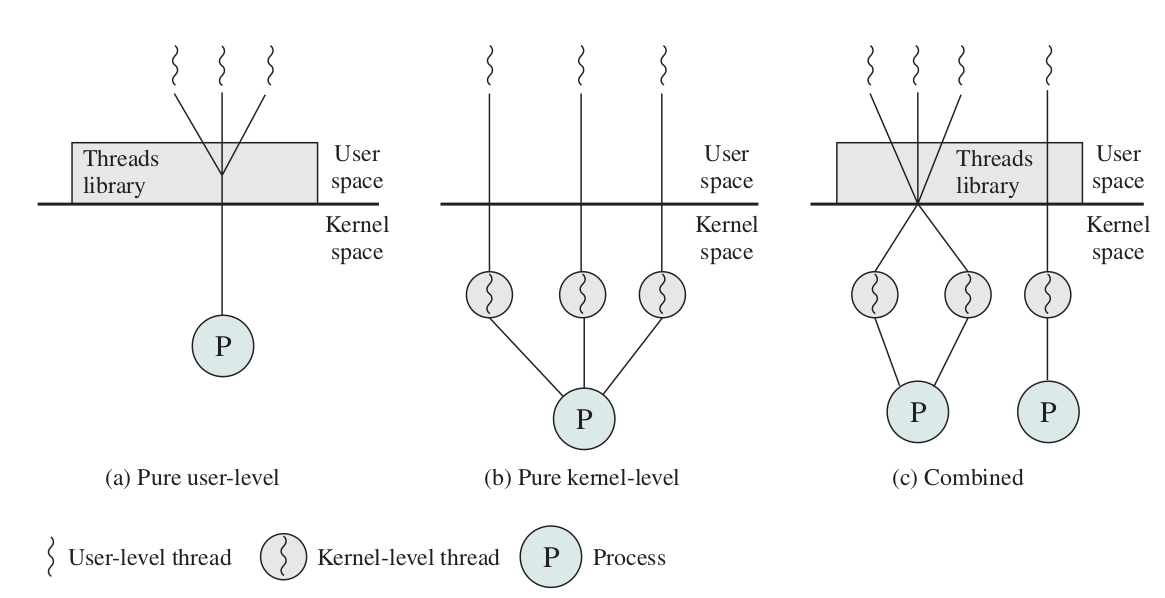 Threads
library
User
space
Kernel
space
P
(a) Pure user-level
User
space
Kernel
space
P
(b) Pure kernel-level
Threads
library
User
space
Kernel
space
P
P
(c) Combined
User-level thread
Kernel-level thread
P
Process